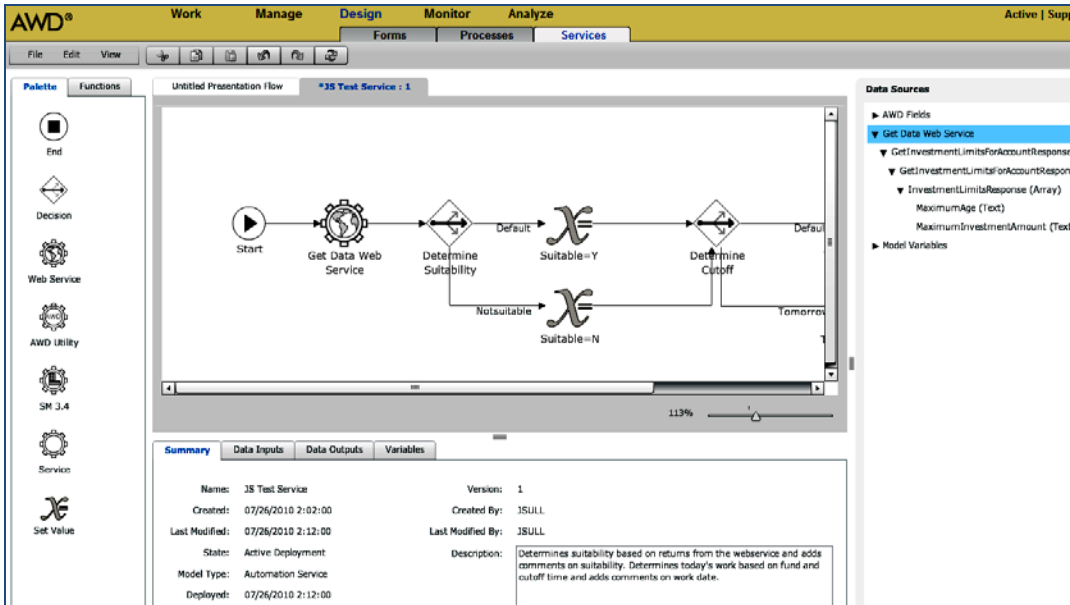 AWD®
Work Manage Design Monitor Analyze
Active | Supp
Forms Processes Services
File Edit View
Palette Functions
End
Decision
Web Service
AWD Utility
SM 3.4
Service
Set Value
Untitled Presentation Flow *JS Test Service : 1
Start
Get Data Web
Service
Determine
Suitability
Default
Suitable=Y
Notsuitable
Suitable=N
Determine
Cutoff
Defaul
Tomorrov
T
113%
Data Sources
AWD Fields
Get Data Web Service
GetInvestmentLimitsForAccountResponse
GetInvestmentLimitsForAccountRespon
InvestmentLimitsResponse (Array)
MaximumAge (Text)
MaximumInvestmentAmount (Text
Model Variables
Summary Data Inputs Data Outputs Variables
Name: JS Test Service Version: 1
Created: 07/26/2010 2:02:00 Created By: JSULL
Last Modified: 07/26/2010 2:12:00 Last Modified By: JSULL
State: Active Deployment Description: Determines suitability based on returns from the webservice and adds
comments on suitability. Determines today's work based on fund and
cutoff time and adds comments on work date.
Model Type: Automation Service
Deployed: 07/26/2010 2:12:00